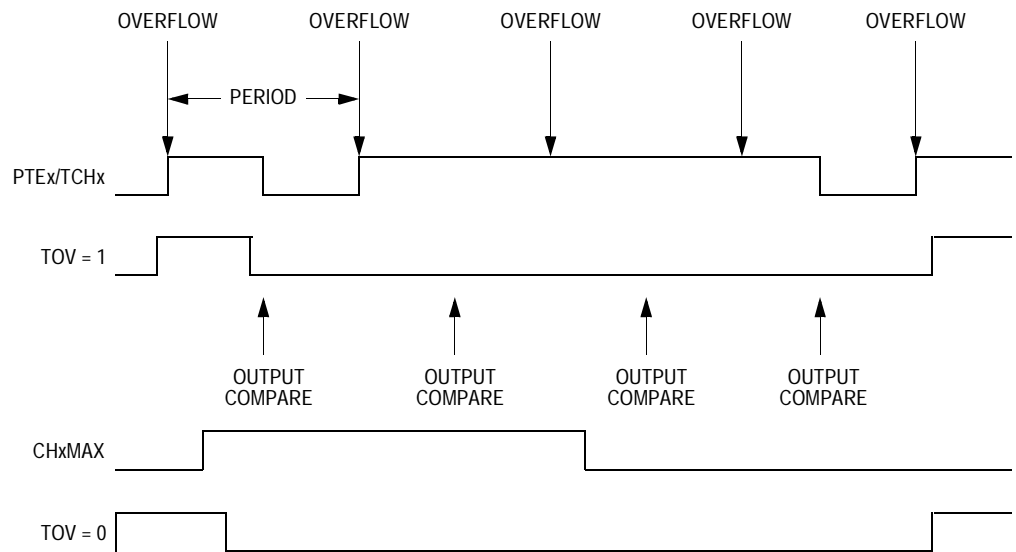 OVERFLOW OVERFLOW OVERFLOW OVERFLOW OVERFLOW
PERIOD
PTEx/TCHx
TOV = 1
OUTPUT OUTPUT OUTPUT OUTPUT
COMPARE COMPARE COMPARE COMPARE
CHxMAX
TOV = 0